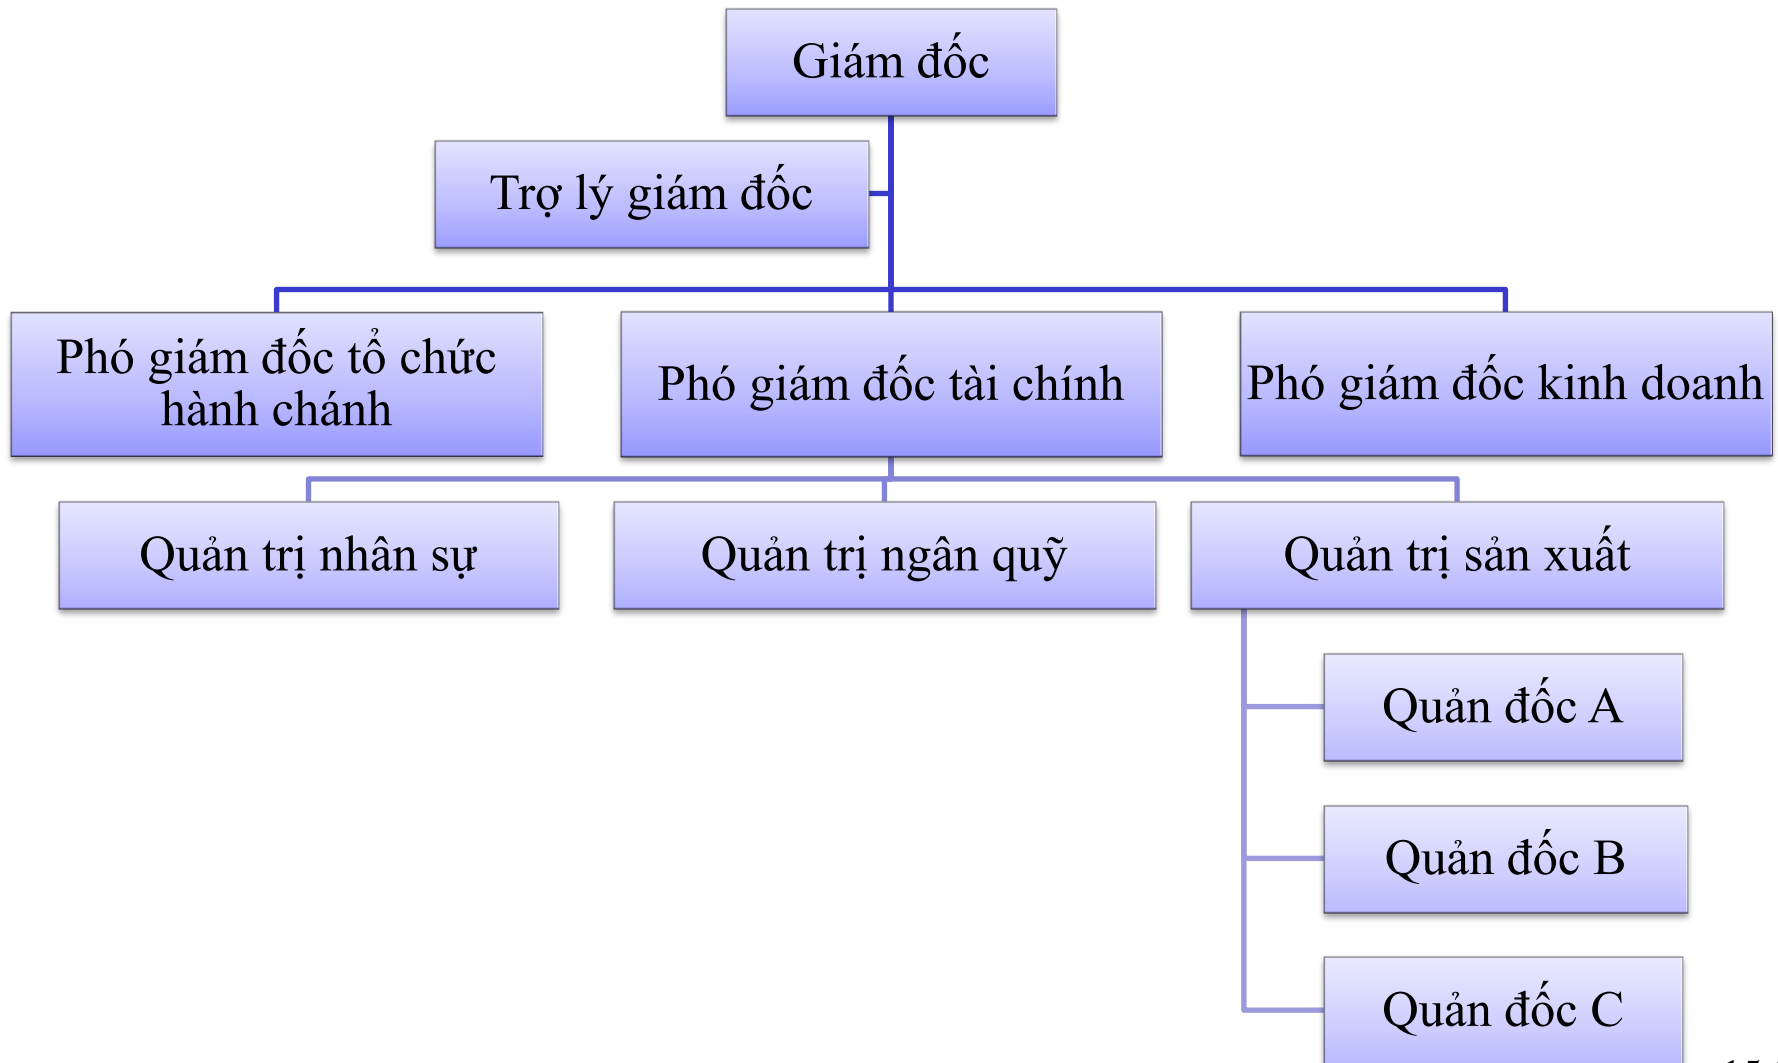 Giám đốc
Trợ lý giám đốc
Phó giám đốc tổ chức
hành chánh
Phó giám đốc tài chính
Phó giám đốc kinh doanh
Quản trị nhân sự
Quản trị ngân quỹ
Quản trị sản xuất
Quản đốc A
Quản đốc B
Quản đốc C